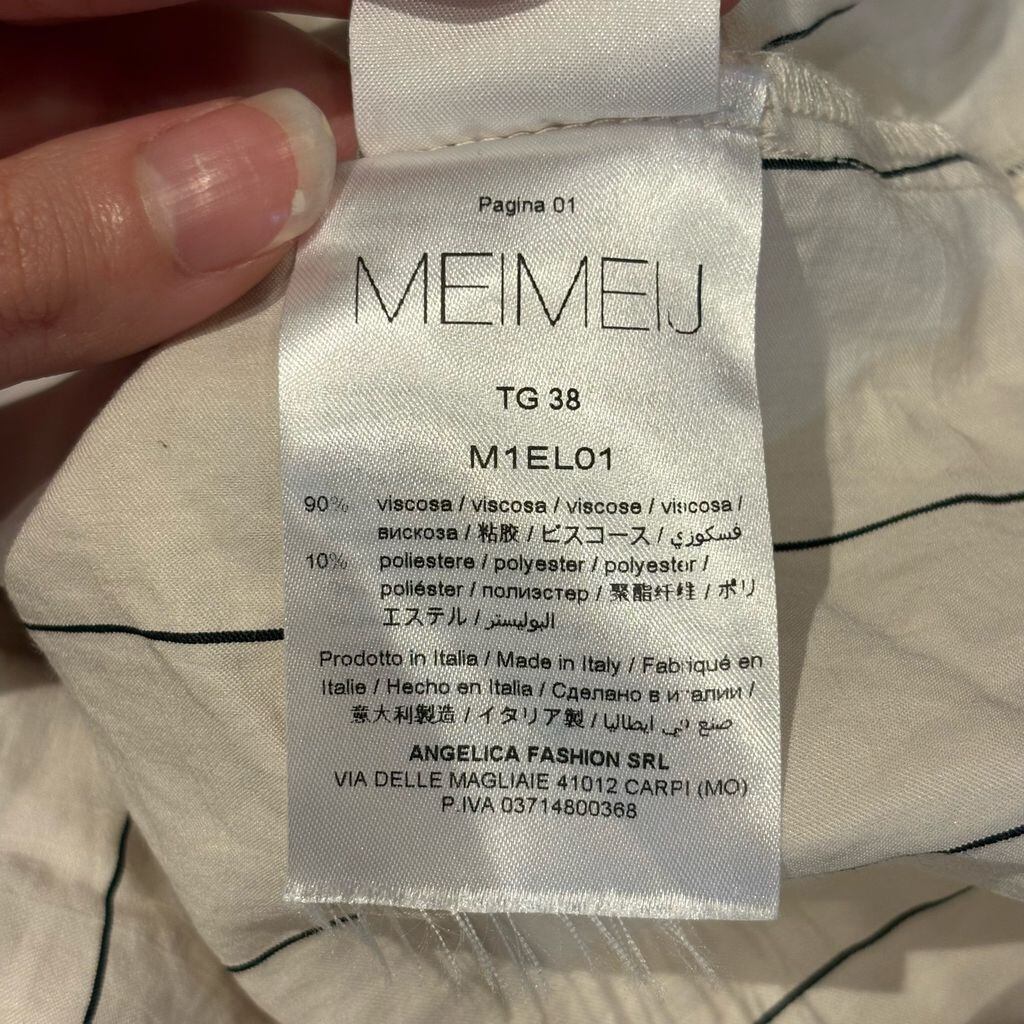 Pagina 01
MEIMEIJ
TG 38
M1EL01
90% viscosa / viscosa / viscose / viscosa /
вискоза / 粘胶 / ビスコース / فسكوزي
10% poliestere / polyester / polyester /
poliéster / полиэстер / 聚酯纤维 / ポリ
エステル / البوليستر
Prodotto in Italia / Made in Italy / Fabriqué en
Italie / Hecho en Italia / Сделано в италии /
意大利製造 / イタリア製 / صنع في ايطاليا
ANGELICA FASHION SRL
VIA DELLE MAGLIAIE 41012 CARPI (MO)
P.IVA 03714800368